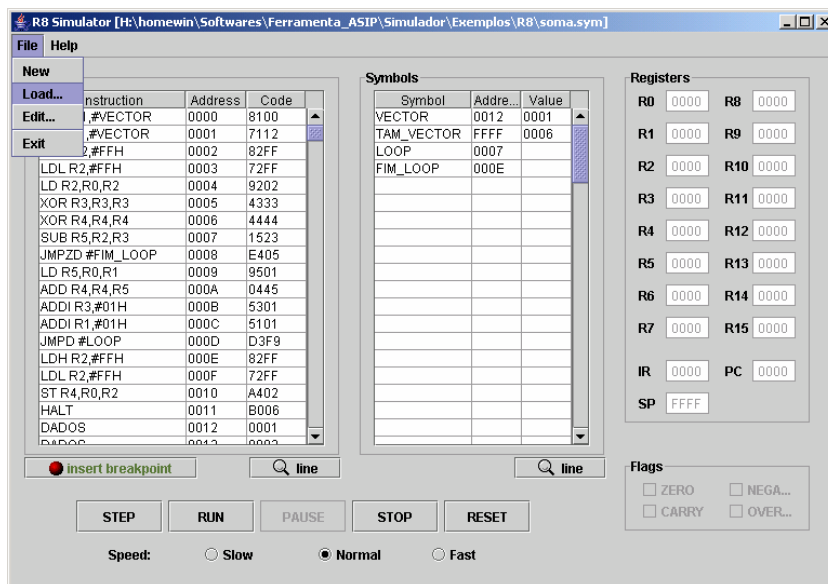 R8 Simulator [H:\homewin\Softwares\Ferramenta_ASIP\Simulador\Exemplos\R8\soma.sym]
File Help
New
Load...
Edit...
Exit
nstruction Address Code
,#VECTOR 0000 8100
,#VECTOR 0001 7112
,#FFH 0002 82FF
LDL R2,#FFH 0003 72FF
LD R2,R0,R2 0004 9202
XOR R3,R3,R3 0005 4333
XOR R4,R4,R4 0006 4444
SUB R5,R2,R3 0007 1523
JMPZD #FIM_LOOP 0008 E405
LD R5,R0,R1 0009 9501
ADD R4,R4,R5 000A 0445
ADDI R3,#01H 000B 5301
ADDI R1,#01H 000C 5101
JMPD #LOOP 000D D3F9
LDH R2,#FFH 000E 82FF
LDL R2,#FFH 000F 72FF
ST R4,R0,R2 0010 A402
HALT 0011 B006
DADOS 0012 0001
DADOS 0013 0002
insert breakpoint line
Symbols
Symbol Addre... Value
VECTOR 0012 0001
TAM_VECTOR FFFF 0006
LOOP 0007
FIM_LOOP 000E
line
Registers
R0 0000 R8 0000
R1 0000 R9 0000
R2 0000 R10 0000
R3 0000 R11 0000
R4 0000 R12 0000
R5 0000 R13 0000
R6 0000 R14 0000
R7 0000 R15 0000
IR 0000 PC 0000
SP FFFF
Flags
ZERO NEGA...
CARRY OVER...
STEP RUN PAUSE STOP RESET
Speed: Slow Normal Fast